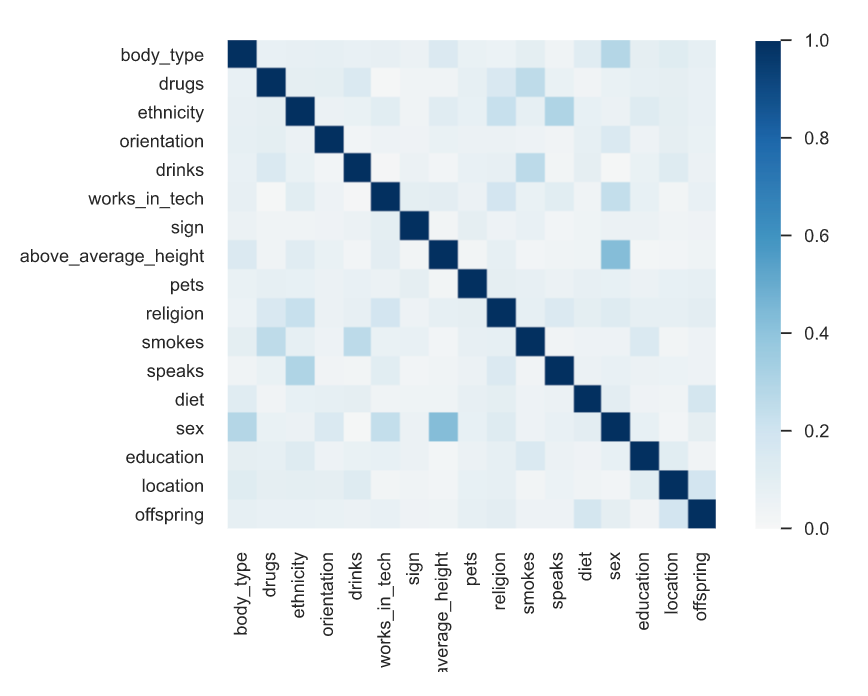 body_type
drugs
ethnicity
orientation
drinks
works_in_tech
sign
above_average_height
pets
religion
smokes
speaks
diet
sex
education
location
offspring
1.0
0.8
0.6
0.4
0.2
0.0
body_type
drugs
ethnicity
orientation
drinks
works_in_tech
sign
average_height
pets
religion
smokes
speaks
diet
sex
education
location
offspring